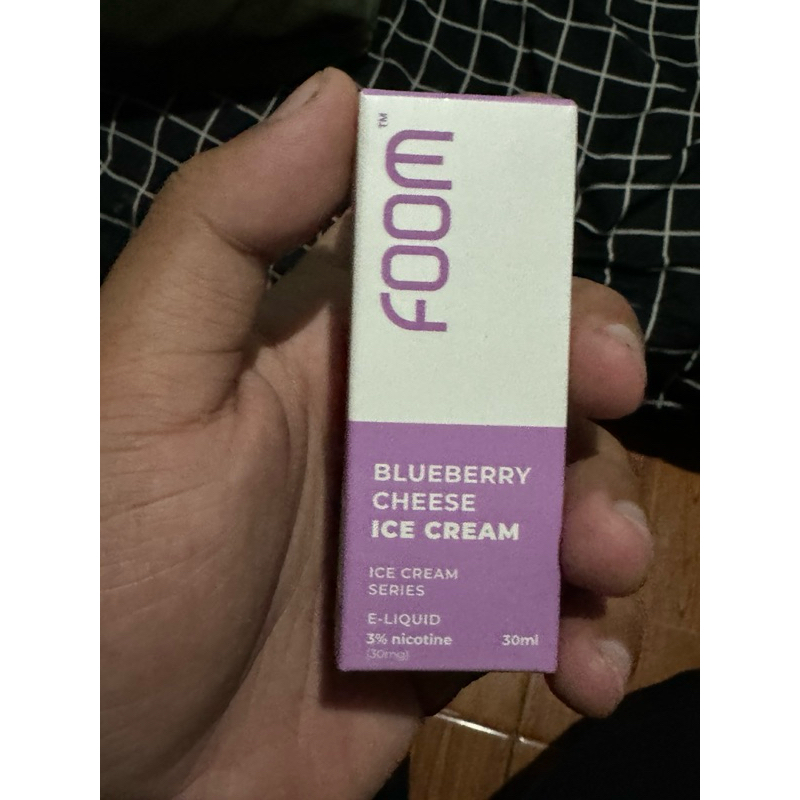 FOOM™
BLUEBERRY
CHEESE
ICE CREAM
ICE CREAM
SERIES
E-LIQUID
3% nicotine 30ml
(30mg)